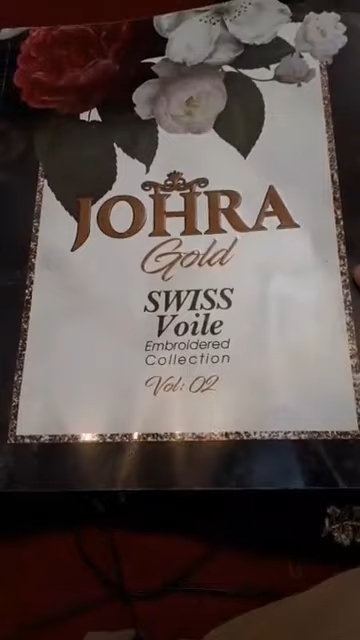 JOHRA
Gold
SWISS
Voile
Embroidered
Collection
Vol: 02